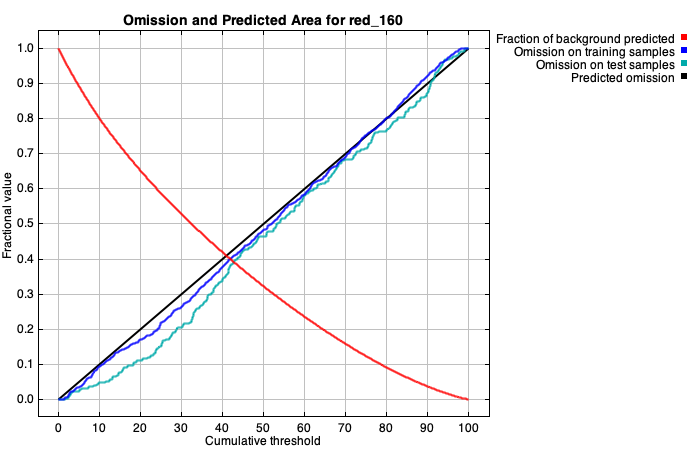 Omission and Predicted Area for red_160
Fraction of background predicted
Omission on training samples
Omission on test samples
Predicted omission
Fractional value
1.0
0.9
0.8
0.7
0.6
0.5
0.4
0.3
0.2
0.1
0.0
0 10 20 30 40 50 60 70 80 90 100
Cumulative threshold